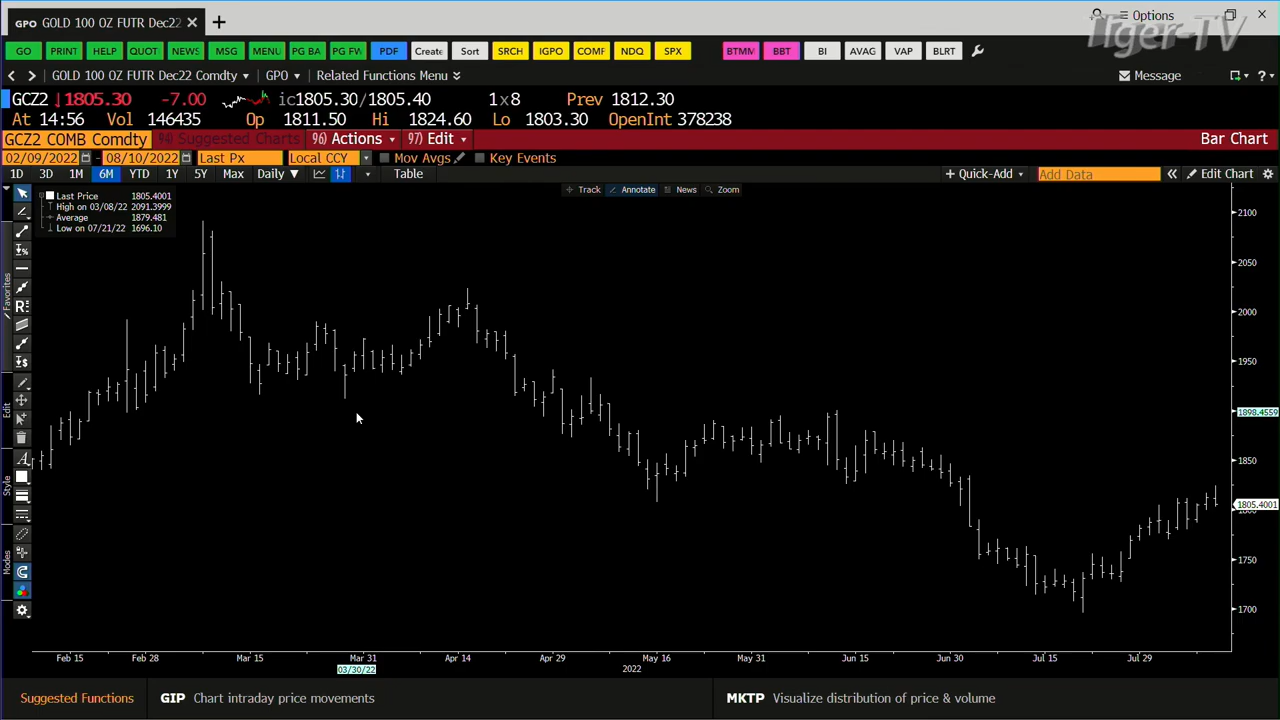 GPO GOLD 100 OZ FUTR Dec22 × +
Options
Tiger-TV
GO PRINT HELP QUOT NEWS MSG MENU PG BA PG FW PDF Create Sort SRCH IGPO COMF NDQ SPX BTMV BBT BI AVAG VAP BLRT
< > GOLD 100 OZ FUTR Dec22 Comdty GPO Related Functions Menu Message ?
GCZ2 ↓1805.30 -7.00 ic1805.30/1805.40 1x8 Prev 1812.30
At 14:56 Vol 146435 Op 1811.50 Hi 1824.60 Lo 1803.30 OpenInt 378238
GCZ2 COMB Comdty 94) Suggested Charts 96) Actions 97) Edit Bar Chart
02/09/2022 - 08/10/2022 Last Px Local CCY Mov Avgs Key Events
1D 3D 1M 6M YTD 1Y 5Y Max Daily ▼ Table + Quick-Add Add Data « Edit Chart
Track Annotate News Zoom
Last Price 1805.4001
High on 03/08/22 2091.3999
Average 1879.481
Low on 07/21/22 1696.10
Favorites
Edit
Style
Modes
2100
2050
2000
1950
1898.4559
1850
1805.4001
1800
1750
1700
Feb 15 Feb 28 Mar 15 Mar 31 Apr 14 Apr 29 May 16 May 31 Jun 15 Jun 30 Jul 15 Jul 29
03/30/22 2022
Suggested Functions GIP Chart intraday price movements MKTP Visualize distribution of price & volume